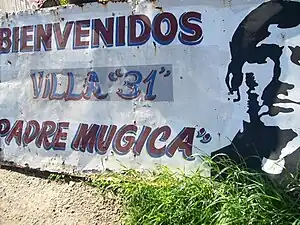 BIENVENIDOS
ViLLA "31"
PADRE MUGICA"